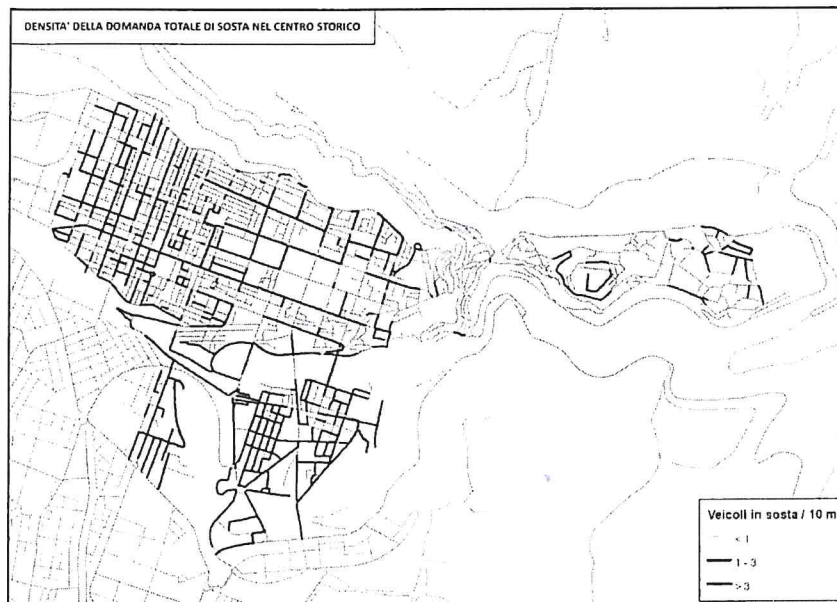 DENSITA' DELLA DOMANDA TOTALE DI SOSTA NEL CENTRO STORICO
Veicoli in sosta / 10 m
< 1
1 - 3
> 3